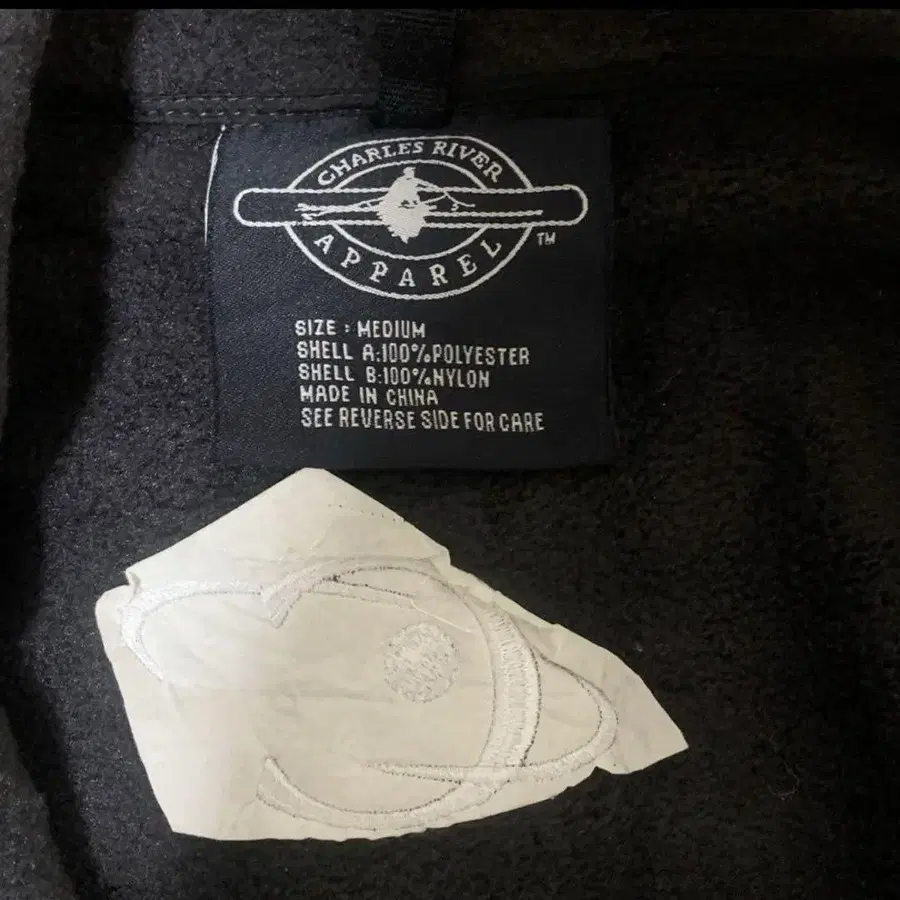 CHARLES RIVER
APPAREL
TM
SIZE : MEDIUM
SHELL A:100%POLYESTER
SHELL B:100%NYLON
MADE IN CHINA
SEE REVERSE SIDE FOR CARE